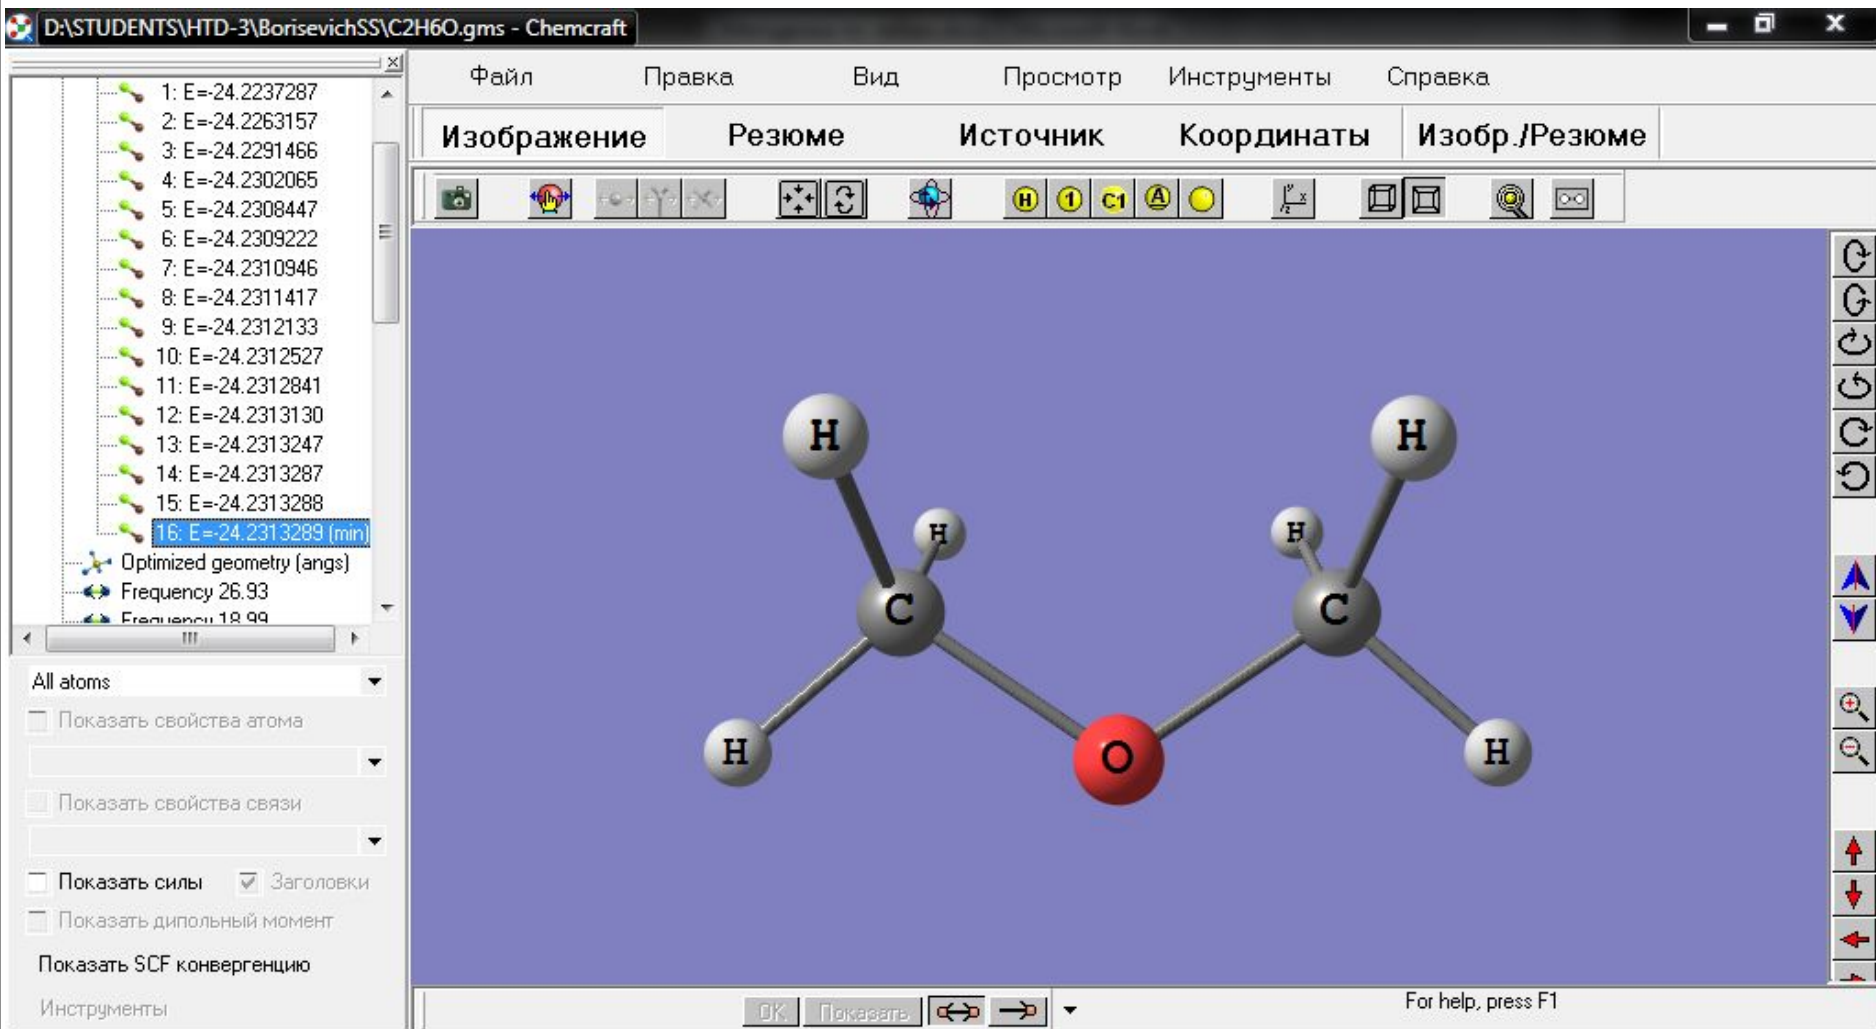 D:\STUDENTS\HTD-3\BorisevichSS\C2H6O.gms - Chemcraft
Файл Правка Вид Просмотр Инструменты Справка
Изображение Резюме Источник Координаты Изобр./Резюме
H 1 C1 A
1: E=-24.2237287
2: E=-24.2263157
3: E=-24.2291466
4: E=-24.2302065
5: E=-24.2308447
6: E=-24.2309222
7: E=-24.2310946
8: E=-24.2311417
9: E=-24.2312133
10: E=-24.2312527
11: E=-24.2312841
12: E=-24.2313130
13: E=-24.2313247
14: E=-24.2313287
15: E=-24.2313288
16: E=-24.2313289 (min)
Optimized geometry (angs)
Frequency 26.93
Frequency 18.99
All atoms
Показать свойства атома
Показать свойства связи
Показать силы Заголовки
Показать дипольный момент
Показать SCF конвергенцию
Инструменты
H H
H H
C C
H O H
OK Показать
For help, press F1